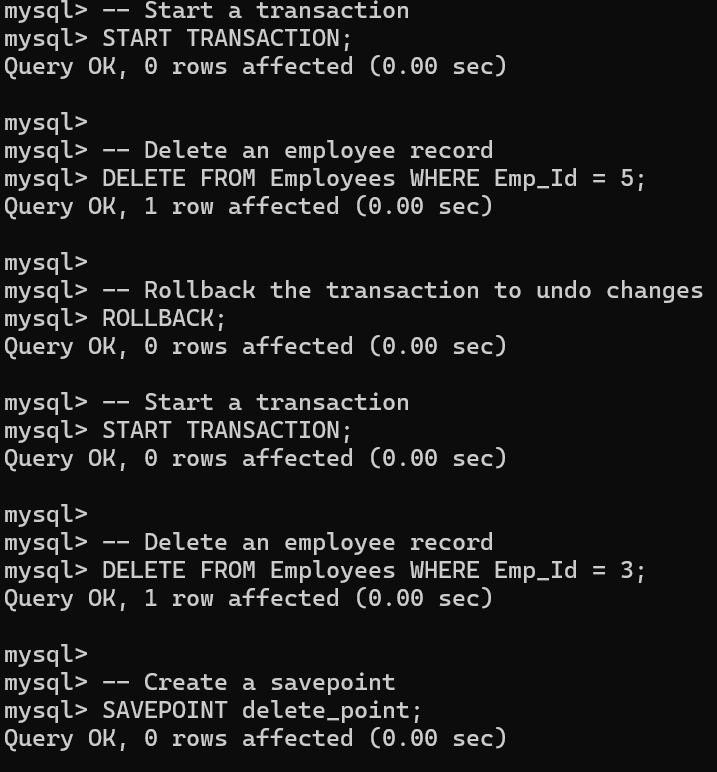 mysql> -- Start a transaction
mysql> START TRANSACTION;
Query OK, 0 rows affected (0.00 sec)
mysql>
mysql> -- Delete an employee record
mysql> DELETE FROM Employees WHERE Emp_Id = 5;
Query OK, 1 row affected (0.00 sec)
mysql>
mysql> -- Rollback the transaction to undo changes
mysql> ROLLBACK;
Query OK, 0 rows affected (0.00 sec)
mysql> -- Start a transaction
mysql> START TRANSACTION;
Query OK, 0 rows affected (0.00 sec)
mysql>
mysql> -- Delete an employee record
mysql> DELETE FROM Employees WHERE Emp_Id = 3;
Query OK, 1 row affected (0.00 sec)
mysql>
mysql> -- Create a savepoint
mysql> SAVEPOINT delete_point;
Query OK, 0 rows affected (0.00 sec)